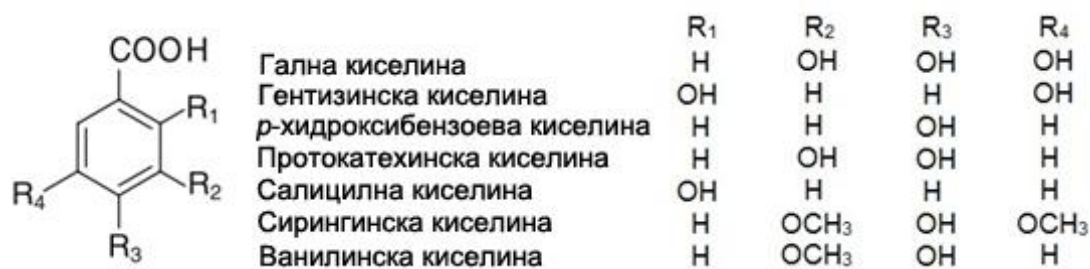 R1 R2 R3 R4
COOH
R1
R2
R3
R4
Гална киселина H OH OH OH
Гентизинска киселина OH H H OH
p-хидроксибензоева киселина H H OH H
Протокатехинска киселина H OH OH H
Салицилна киселина OH H H H
Сирингинска киселина H OCH3 OH OCH3
Ванилинска киселина H OCH3 OH H